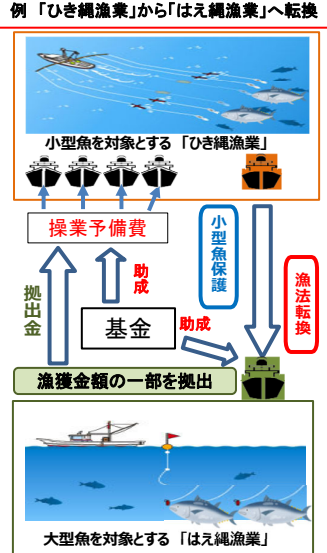 例　「ひき縄漁業」から「はえ縄漁業」へ転換
小型魚を対象とする　「ひき縄漁業」
操業予備費
小型魚保護
漁法転換
拠出金
助成
基金
助成
漁獲金額の一部を拠出
大型魚を対象とする　「はえ縄漁業」